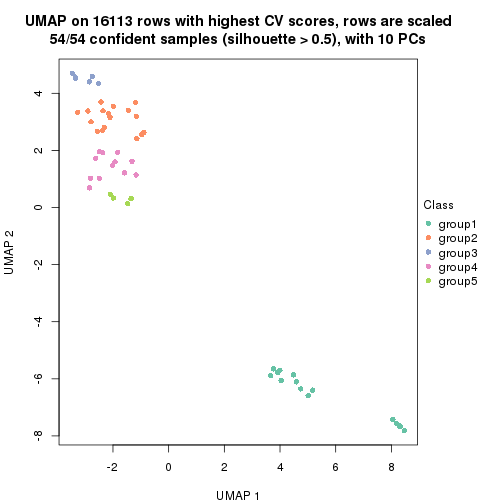 UMAP on 16113 rows with highest CV scores, rows are scaled
54/54 confident samples (silhouette > 0.5), with 10 PCs
4
2
0
-2
-4
-6
-8
UMAP 2
-2
0
2
4
6
8
UMAP 1
Class
group1
group2
group3
group4
group5